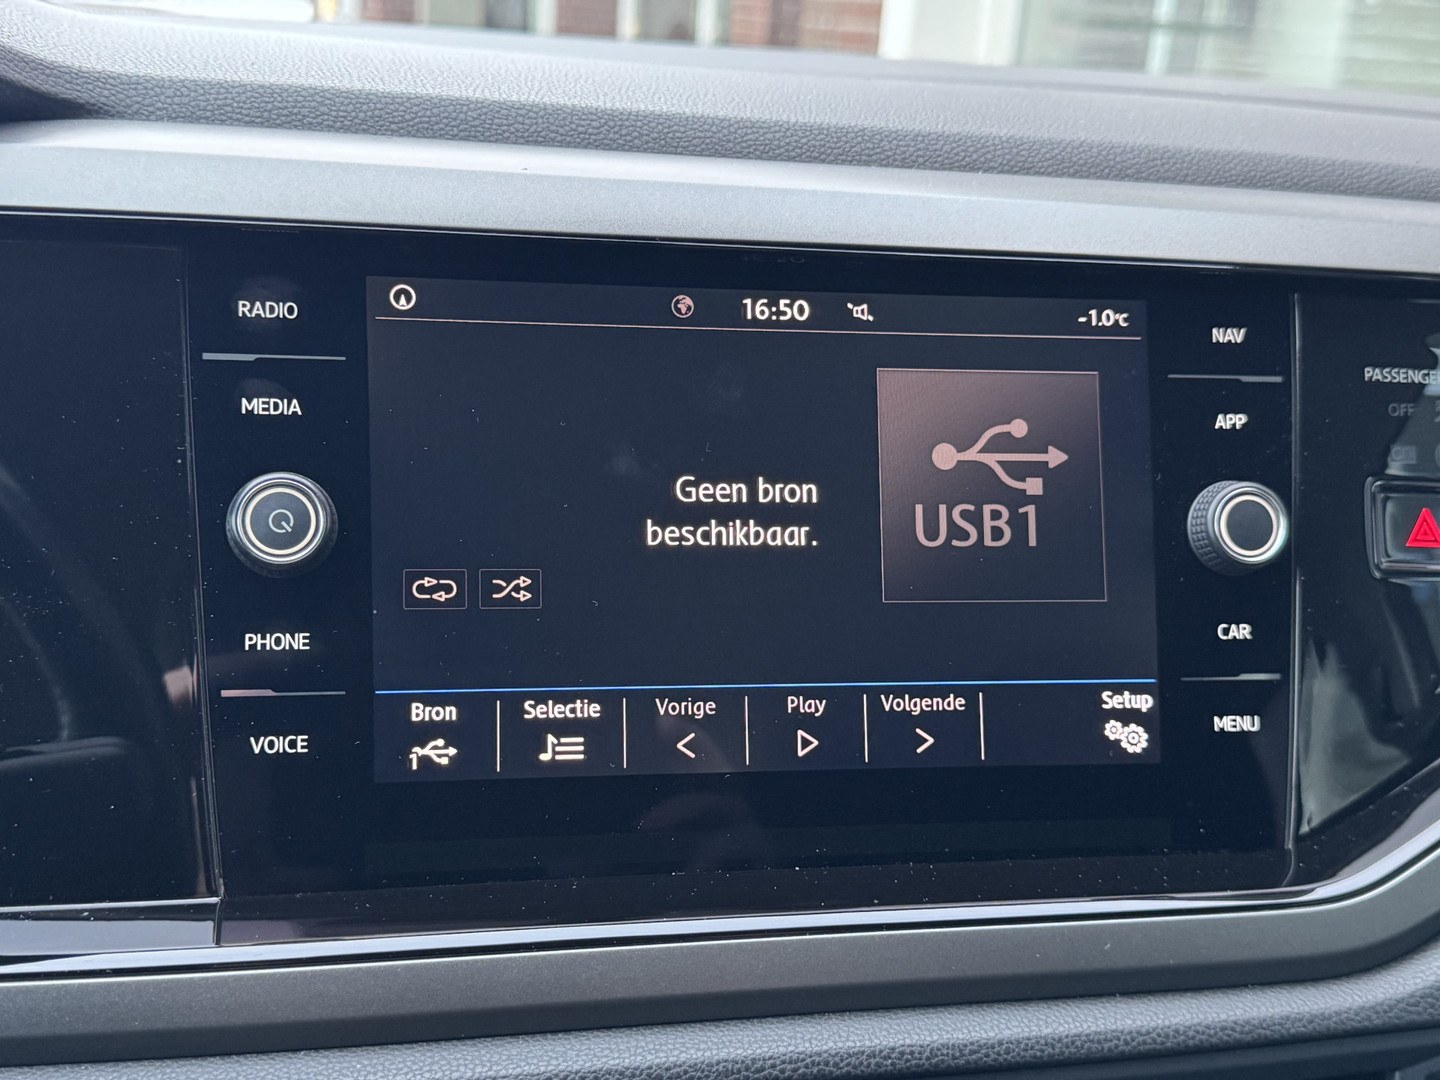 RADIO
MEDIA
PHONE
VOICE
16:50
-1.0°C
Geen bron
beschikbaar.
USB1
Bron
1
Selectie
Vorige
Play
Volgende
Setup
NAV
APP
CAR
MENU
OFF